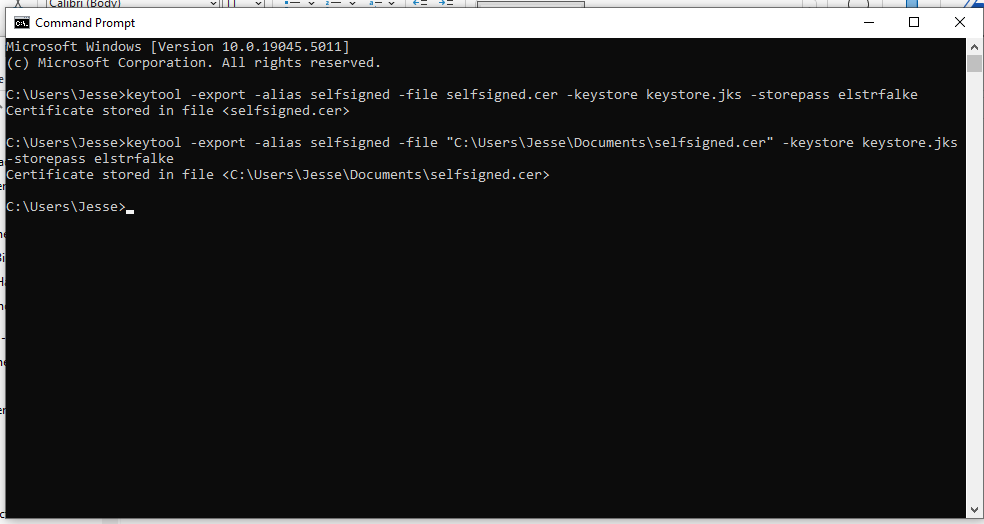 Calibri (Body)
Command Prompt
Microsoft Windows [Version 10.0.19045.5011]
(c) Microsoft Corporation. All rights reserved.
C:\Users\Jesse>keytool -export -alias selfsigned -file selfsigned.cer -keystore keystore.jks -storepass elstrfalke
Certificate stored in file <selfsigned.cer>
C:\Users\Jesse>keytool -export -alias selfsigned -file "C:\Users\Jesse\Documents\selfsigned.cer" -keystore keystore.jks
-storepass elstrfalke
Certificate stored in file <C:\Users\Jesse\Documents\selfsigned.cer>
C:\Users\Jesse>